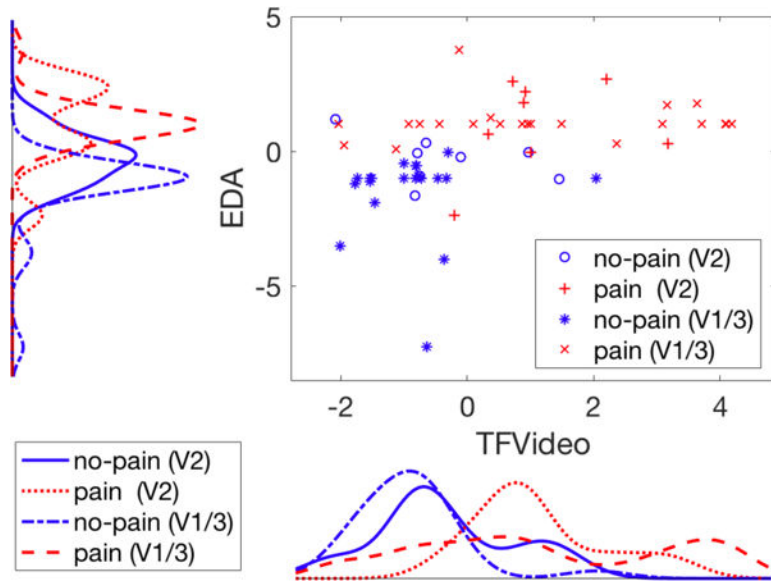 5
0
-5
EDA
no-pain (V2)
pain (V2)
no-pain (V1/3)
pain (V1/3)
-2 0 2 4
TFVideo
no-pain (V2)
pain (V2)
no-pain (V1/3)
pain (V1/3)